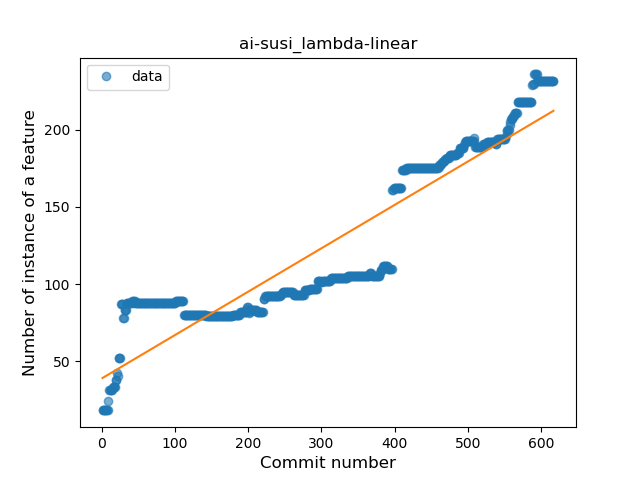 ai-susi_lambda-linear
data
Number of instance of a feature
200
150
100
50
0 100 200 300 400 500 600
Commit number